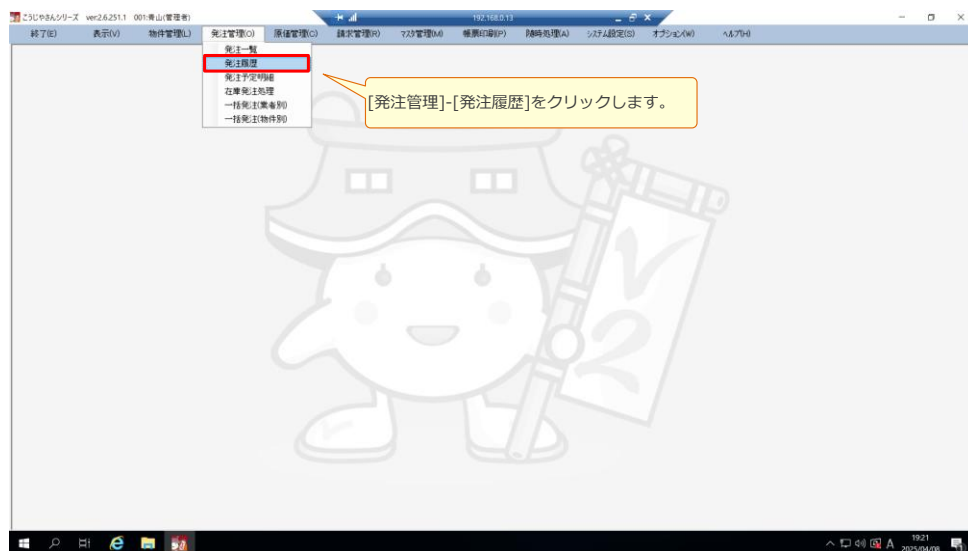 こうじやさんシリーズ ver.2.6.251.1 001:青山(管理者)
192.168.0.13
終了(E) 表示(V) 物件管理(L) 発注管理(O) 原価管理(C) 請求管理(R) マスタ管理(M) 帳票印刷(P) 随時処理(A) システム設定(S) オプション(W) ヘルプ(H)
発注一覧
発注履歴
発注予定明細
在庫発注処理
一括発注(業者別)
一括発注(物件別)
[発注管理]-[発注履歴]をクリックします。
V
2
A
19:21
2025/04/08